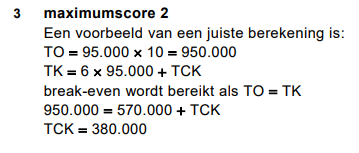 3 maximumscore 2
Een voorbeeld van een juiste berekening is:
TO = 95.000 × 10 = 950.000
TK = 6 × 95.000 + TCK
break-even wordt bereikt als TO = TK
950.000 = 570.000 + TCK
TCK = 380.000